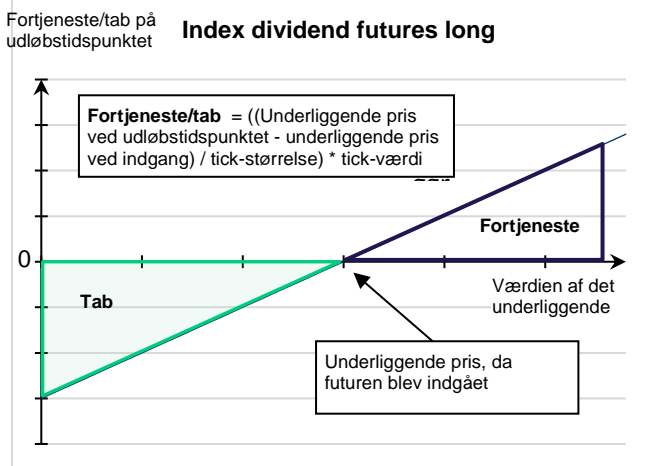 Fortjeneste/tab på
udløbstidspunktet
Index dividend futures long
Fortjeneste/tab = ((Underliggende pris
ved udløbstidspunktet - underliggende pris
ved indgang) / tick-størrelse) * tick-værdi
Fortjeneste
0
Værdien af det
underliggende
Tab
Underliggende pris, da
futuren blev indgået